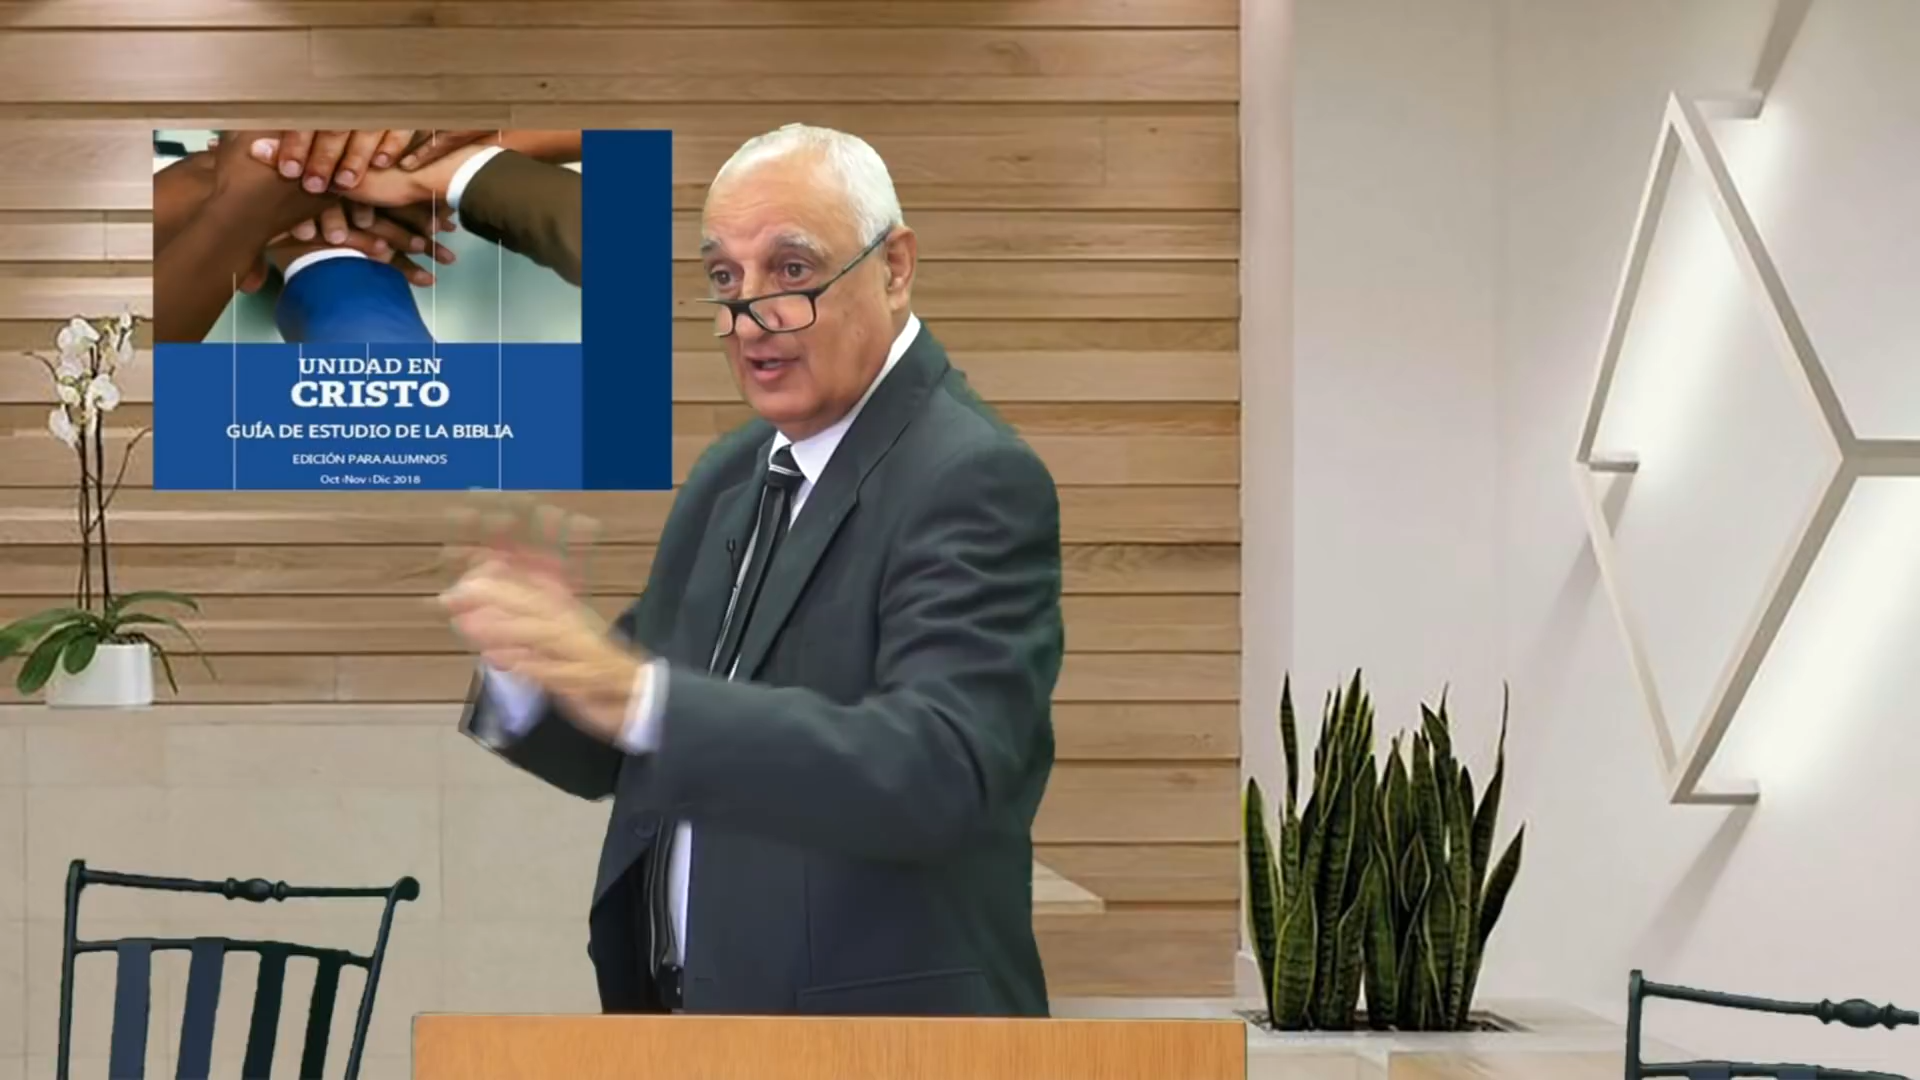 UNIDAD EN
CRISTO
GUÍA DE ESTUDIO DE LA BIBLIA
EDICIÓN PARA ALUMNOS
Oct · Nov · Dic 2018